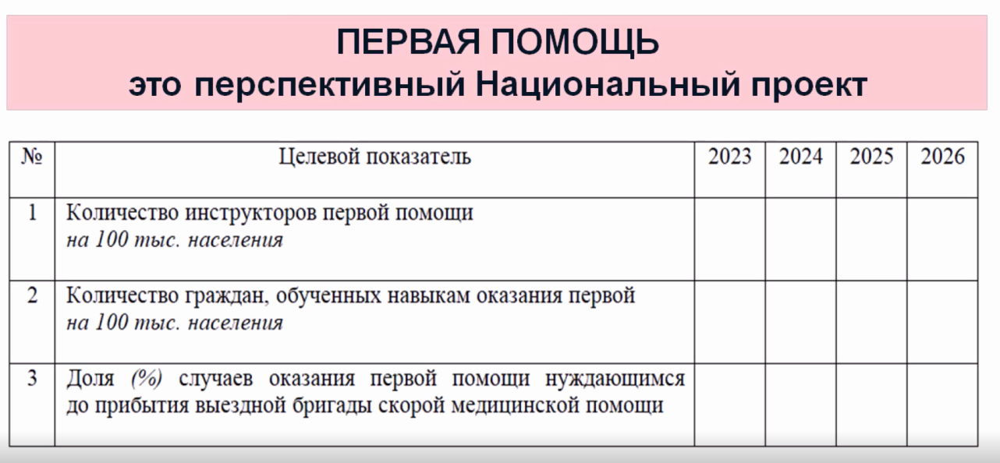 ПЕРВАЯ ПОМОЩЬ
это перспективный Национальный проект
№ Целевой показатель 2023 2024 2025 2026
1 Количество инструкторов первой помощи
на 100 тыс. населения
2 Количество граждан, обученных навыкам оказания первой
на 100 тыс. населения
3 Доля (%) случаев оказания первой помощи нуждающимся
до прибытия выездной бригады скорой медицинской помощи